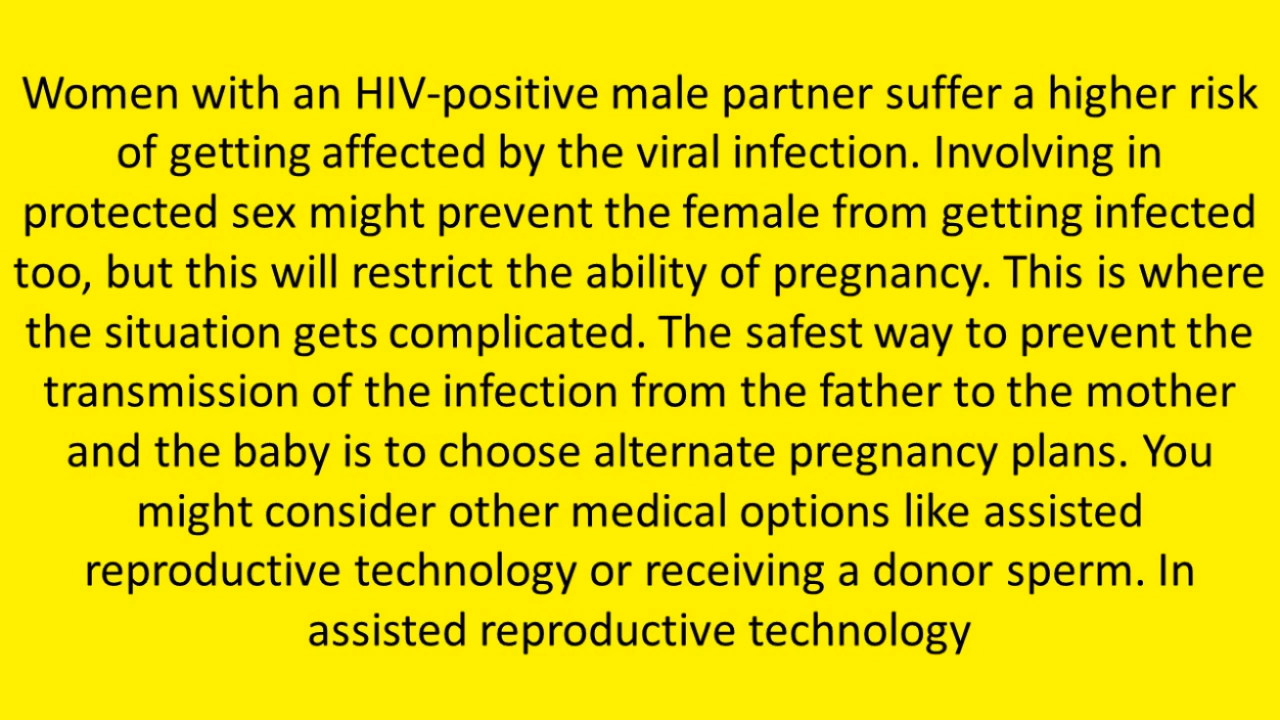 Women with an HIV-positive male partner suffer a higher risk
of getting affected by the viral infection. Involving in
protected sex might prevent the female from getting infected
too, but this will restrict the ability of pregnancy. This is where
the situation gets complicated. The safest way to prevent the
transmission of the infection from the father to the mother
and the baby is to choose alternate pregnancy plans. You
might consider other medical options like assisted
reproductive technology or receiving a donor sperm. In
assisted reproductive technology